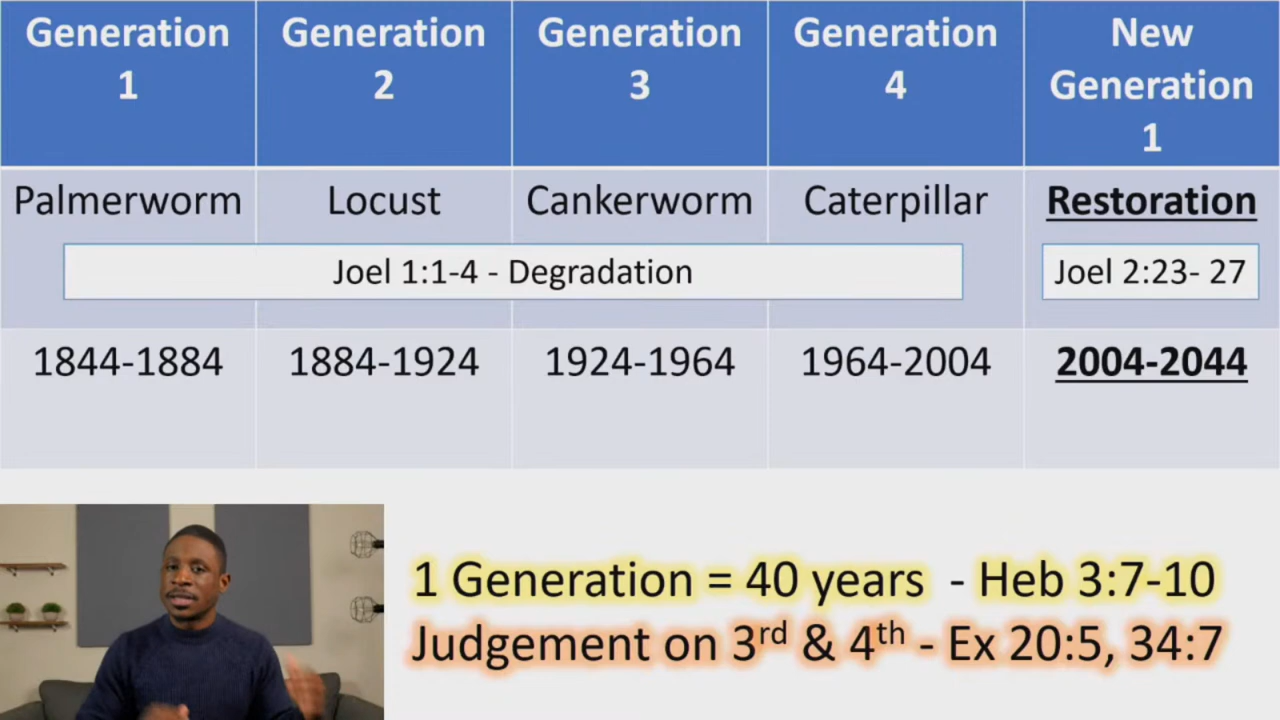 Generation 1
Generation 2
Generation 3
Generation 4
New Generation 1
Palmerworm
Locust
Cankerworm
Caterpillar
Restoration
Joel 1:1-4 - Degradation
Joel 2:23- 27
1844-1884
1884-1924
1924-1964
1964-2004
2004-2044
1 Generation = 40 years - Heb 3:7-10
Judgement on 3rd & 4th - Ex 20:5, 34:7